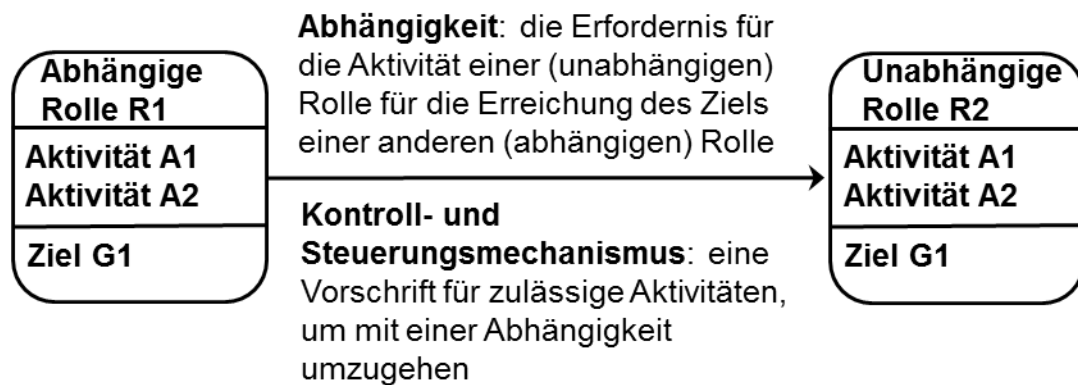 Abhängige
Rolle R1
Aktivität A1
Aktivität A2
Ziel G1
Abhängigkeit: die Erfordernis für
die Aktivität einer (unabhängigen)
Rolle für die Erreichung des Ziels
einer anderen (abhängigen) Rolle
Kontroll- und
Steuerungsmechanismus: eine
Vorschrift für zulässige Aktivitäten,
um mit einer Abhängigkeit
umzugehen
Unabhängige
Rolle R2
Aktivität A1
Aktivität A2
Ziel G1